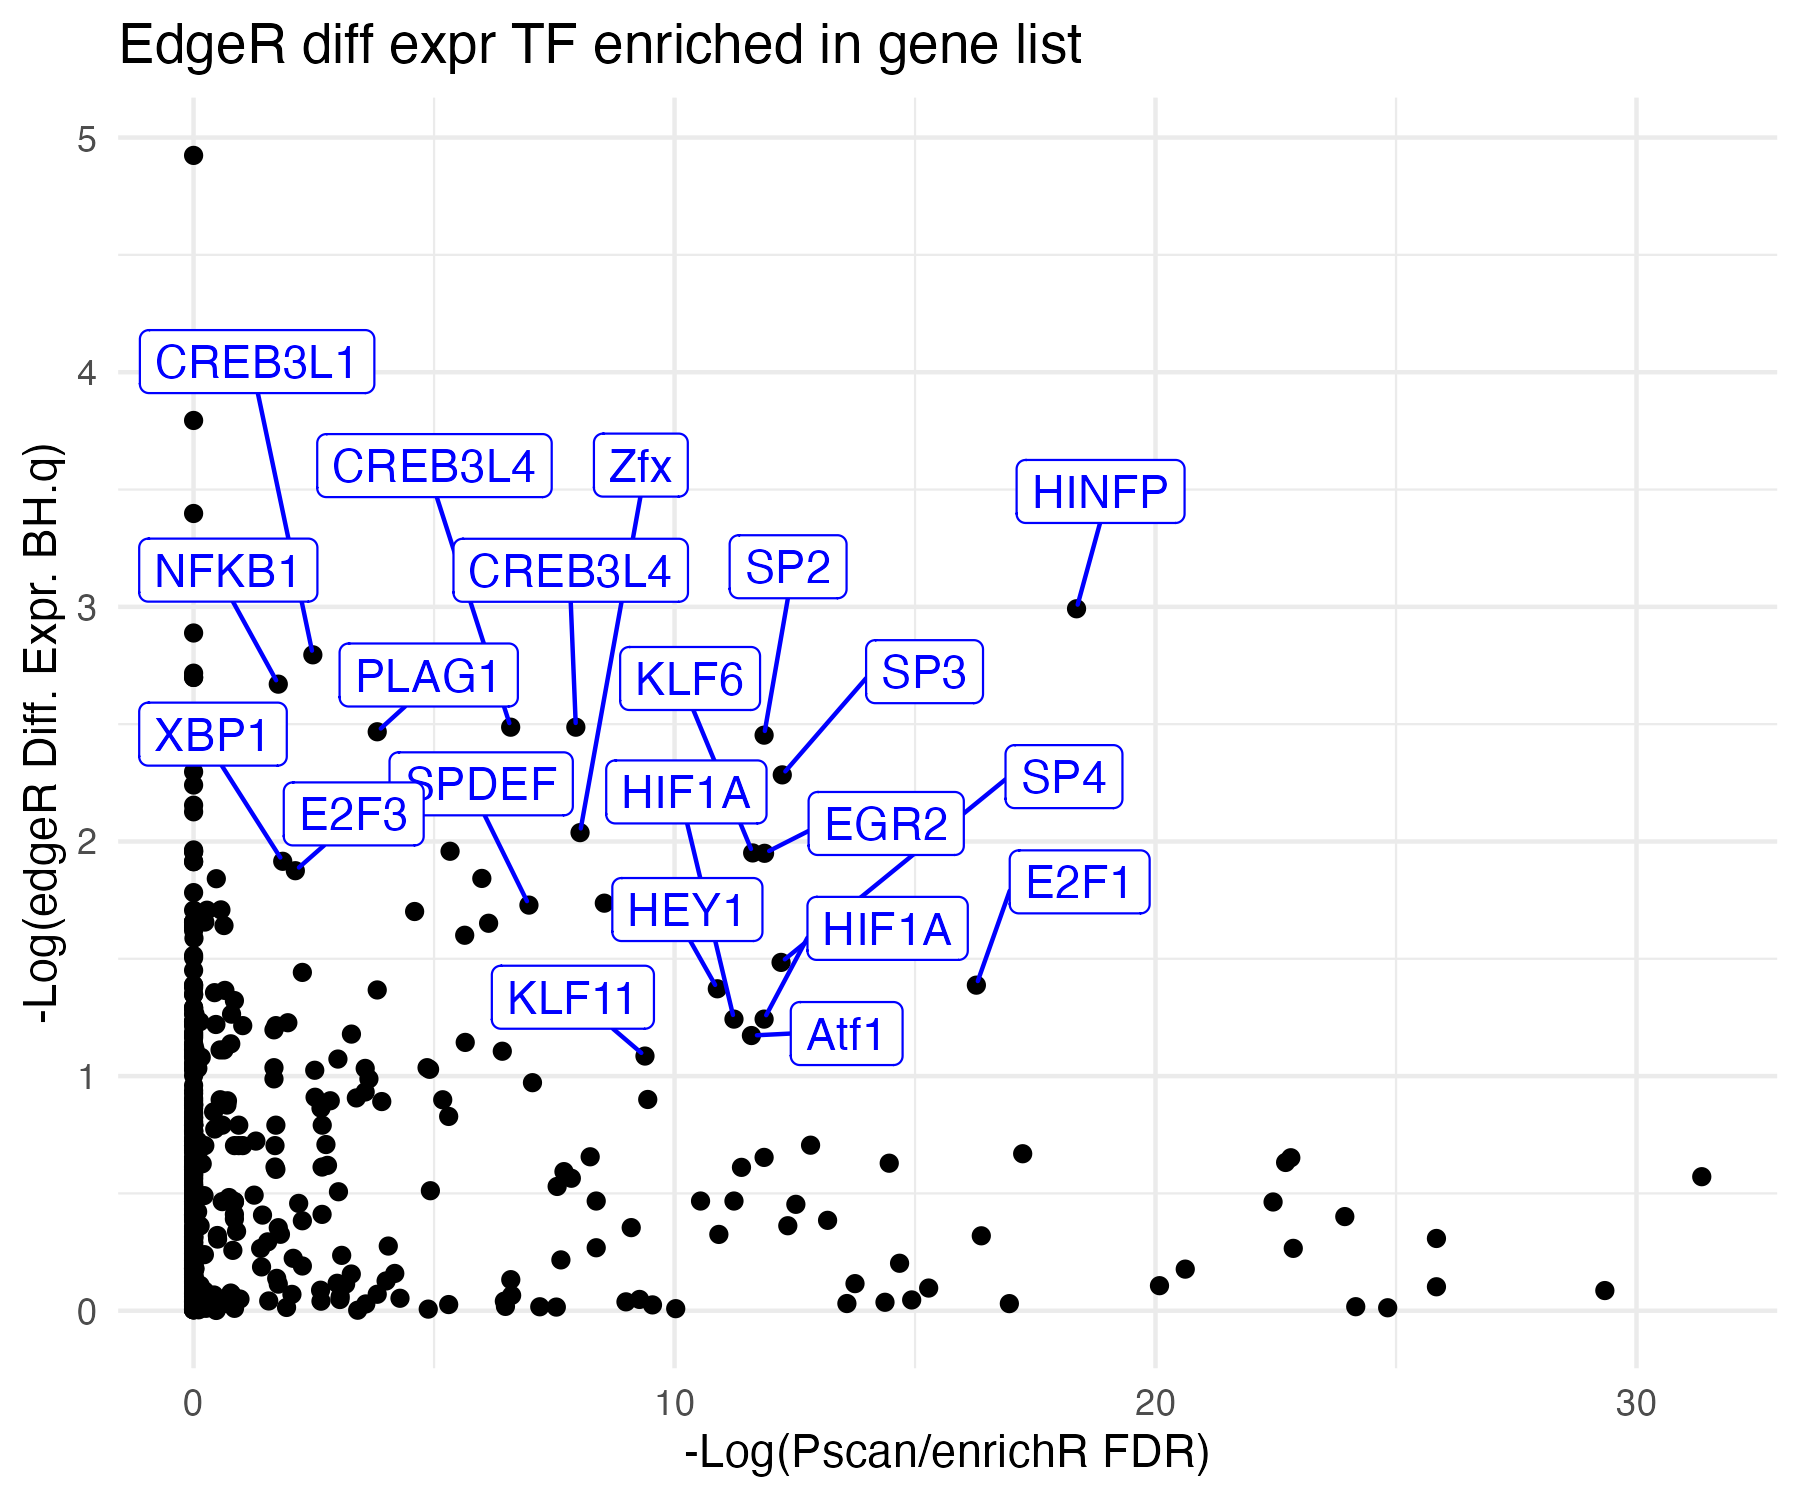 EdgeR diff expr TF enriched in gene list
-Log(edgeR Diff. Expr. BH.q)
5
4
3
2
1
0
CREB3L1
CREB3L4
Zfx
HINFP
NFKB1
CREB3L4
SP2
PLAG1
KLF6
SP3
XBP1
SPDEF
HIF1A
SP4
E2F3
EGR2
E2F1
HEY1
HIF1A
KLF11
Atf1
0
10
20
30
-Log(Pscan/enrichR FDR)